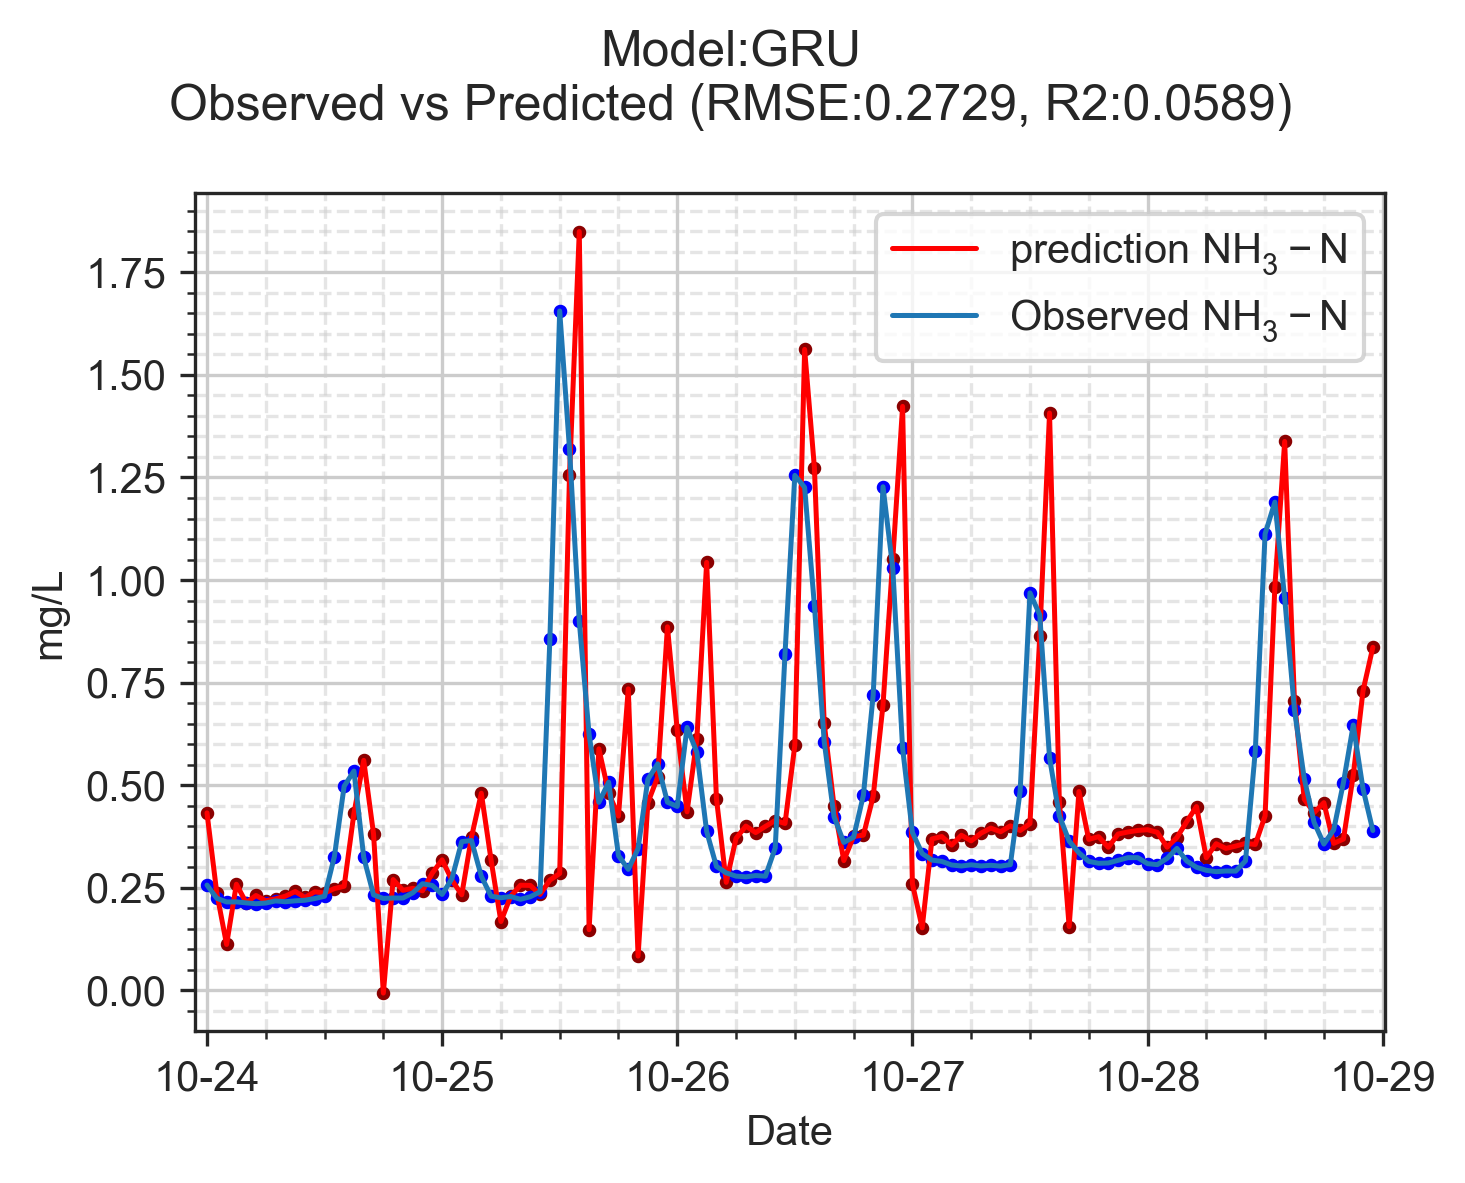 Model:GRU
Observed vs Predicted (RMSE:0.2729, R2:0.0589)
prediction NH₃ − N
Observed NH₃ − N
1.75
1.50
1.25
1.00
0.75
0.50
0.25
0.00
mg/L
10-24 10-25 10-26 10-27 10-28 10-29
Date